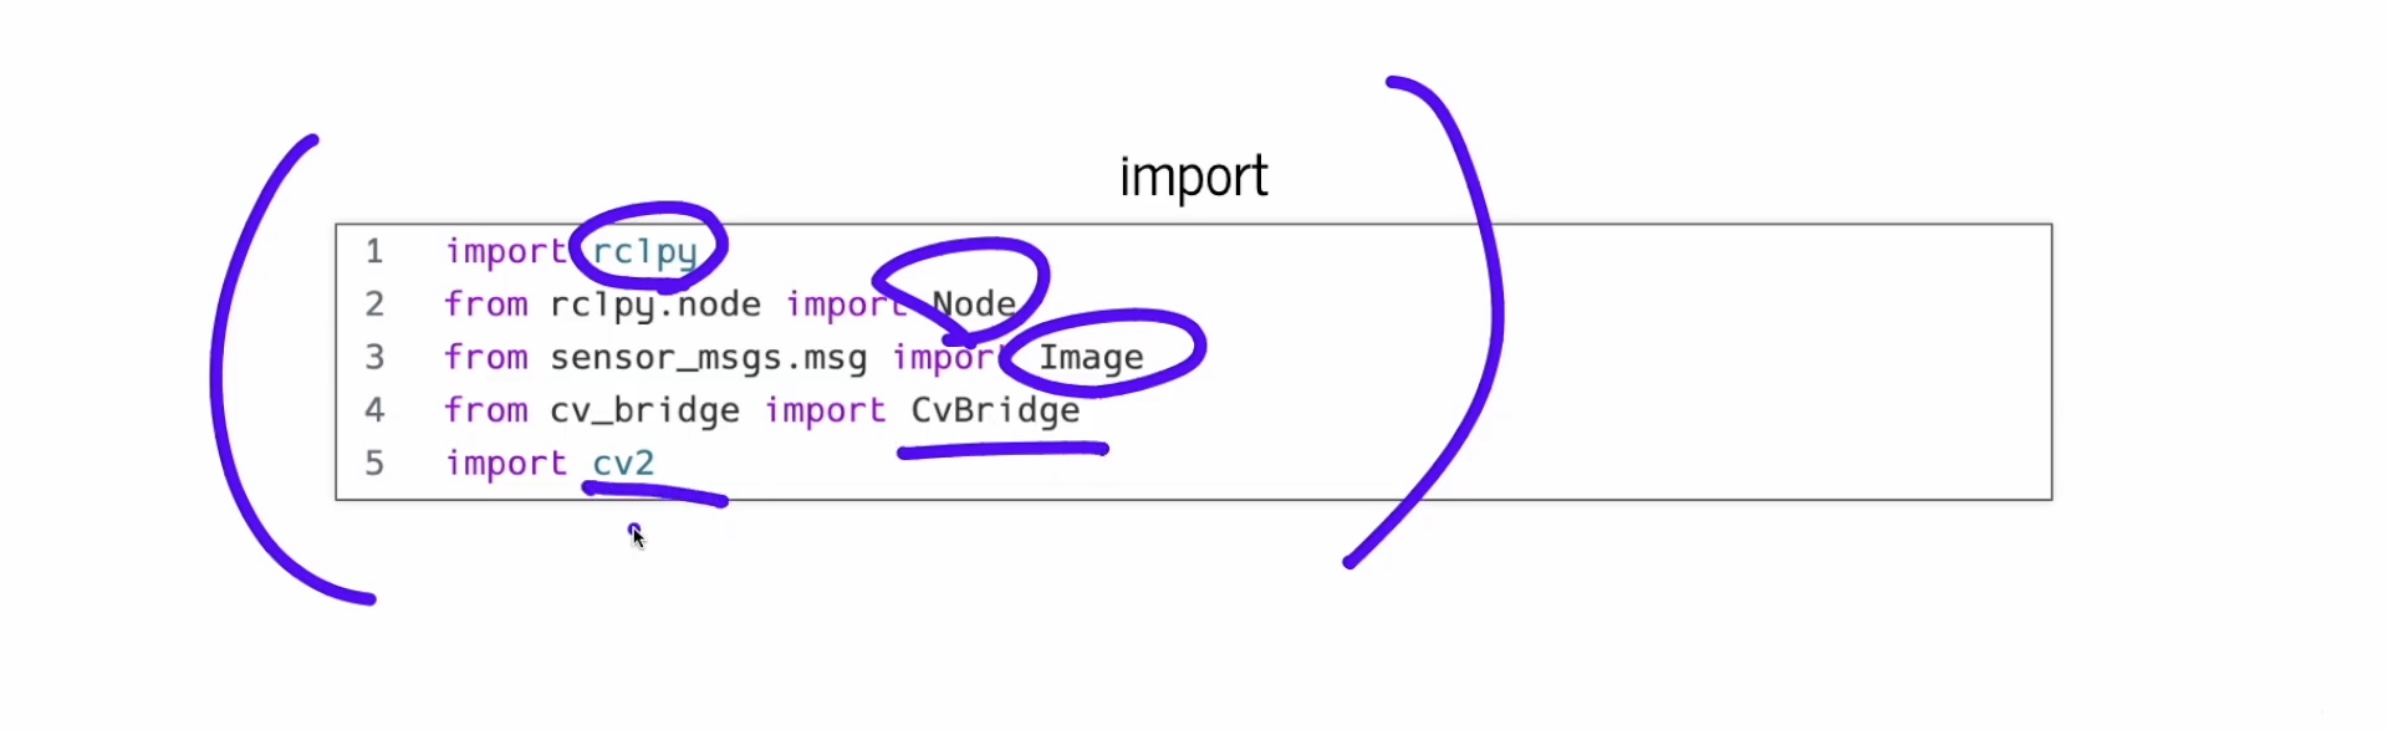 import
1 import rclpy
2 from rclpy.node import Node
3 from sensor_msgs.msg import Image
4 from cv_bridge import CvBridge
5 import cv2